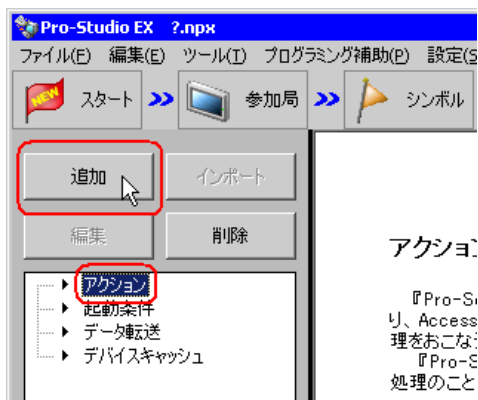 Pro-Studio EX ?.npx
ファイル(F) 編集(E) ツール(T) プログラミング補助(P) 設定(S
NEW スタート 参加局 シンボル
追加 インポート
編集 削除
アクション
起動条件
データ転送
デバイスキャッシュ
アクション
『Pro-S
り、Access
理をおこな
『Pro-S
処理のこと